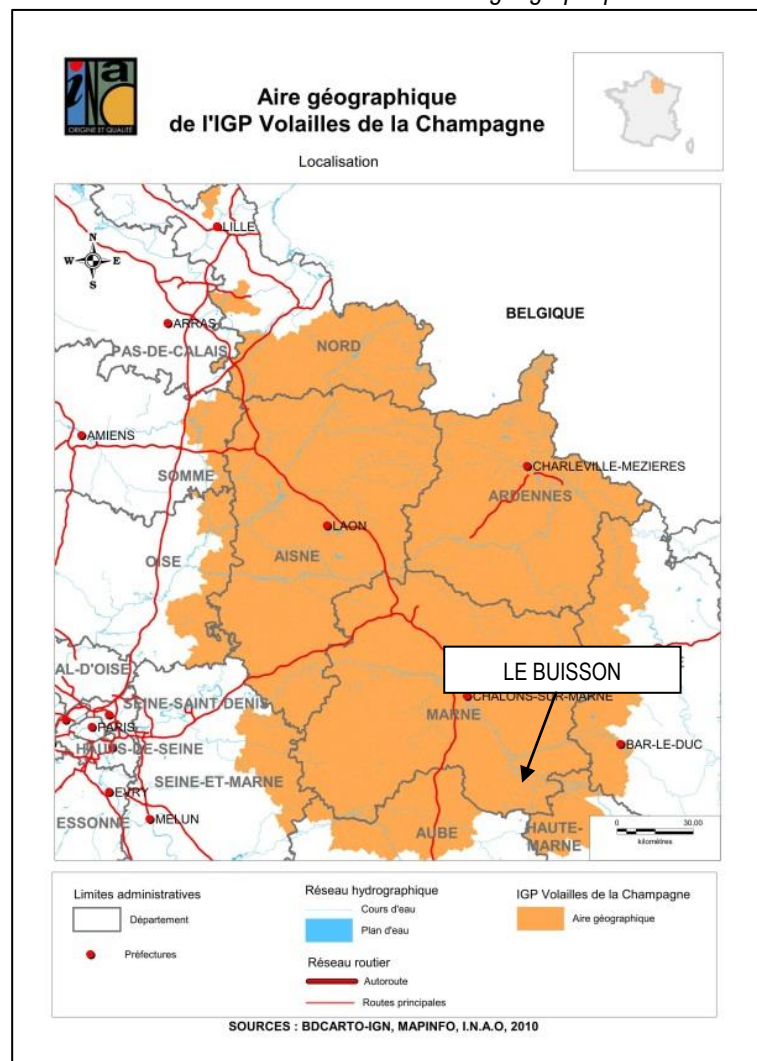 INAO
ORIGINE ET QUALITÉ
Aire géographique
de l'IGP Volailles de la Champagne
Localisation
N
W E
S
LILLE
BELGIQUE
ARRAS
NORD
PAS-DE-CALAIS
AMIENS
CHARLEVILLE-MEZIERES
SOMME
ARDENNES
LAON
OISE
AISNE
LE BUISSON
AL-D'OISE
CHALONS-SUR-MARNE
SEINE-SAINT DENIS
MARNE
PARIS
BAR-LE-DUC
HAUTS-DE-SEINE
SEINE-ET-MARNE
EVRY
MELUN
ESSONNE
AUBE
HAUTE-
MARNE
0 30,00
kilomètres
Limites administratives
Département
Préfectures
Réseau hydrographique
Cours d'eau
Plan d'eau
Réseau routier
Autoroute
Routes principales
IGP Volailles de la Champagne
Aire géographique
SOURCES : BDCARTO-IGN, MAPINFO, I.N.A.O, 2010